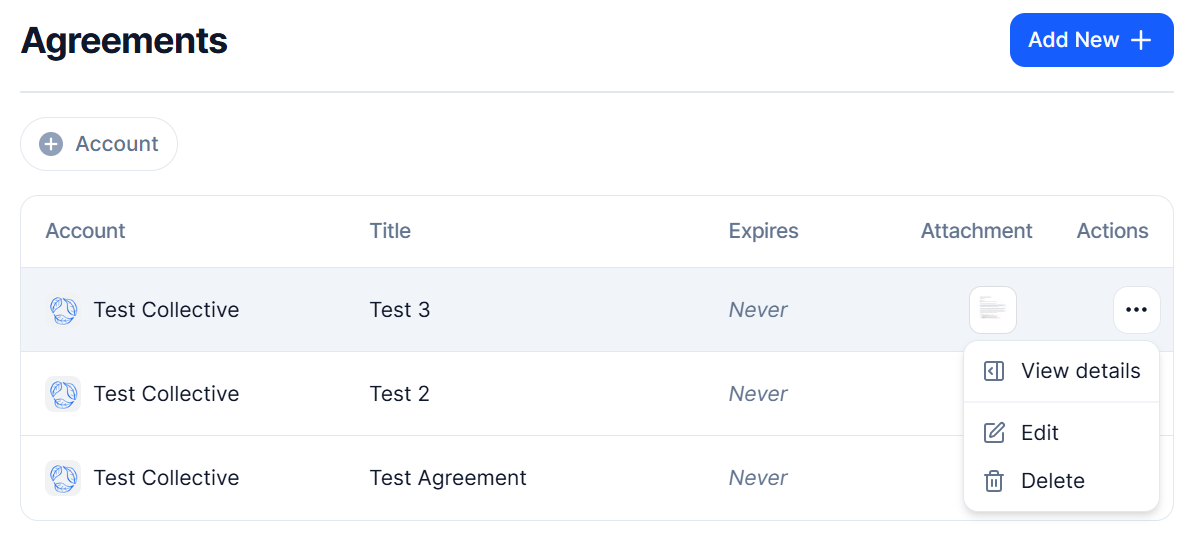 Agreements
Add New
Account
Account Title Expires Attachment Actions
Test Collective Test 3 Never
View details
Test Collective Test 2 Never
Edit
Test Collective Test Agreement Never
Delete